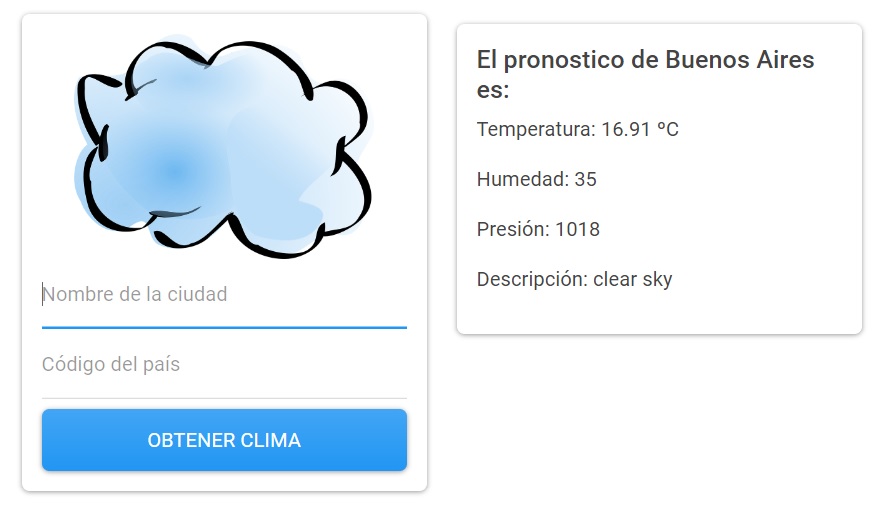 Nombre de la ciudad
Código del país
OBTENER CLIMA
El pronostico de Buenos Aires
es:
Temperatura: 16.91 ºC
Humedad: 35
Presión: 1018
Descripción: clear sky